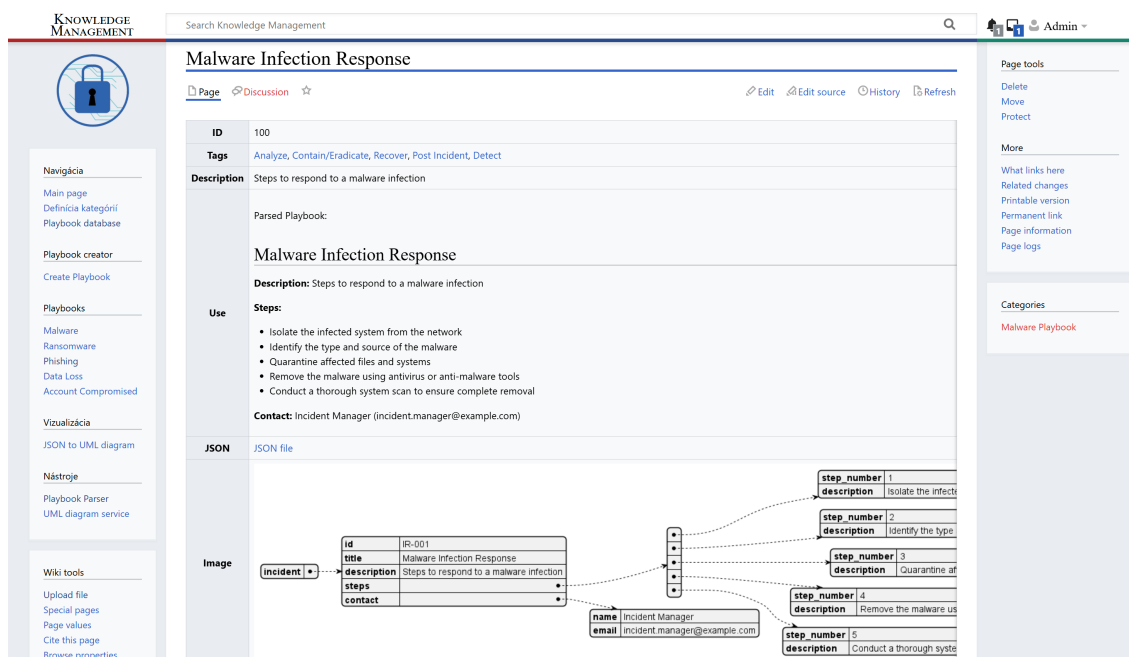 KNOWLEDGE
MANAGEMENT
Search Knowledge Management
1
1
Admin
Navigácia
Main page
Definícia kategórií
Playbook database
Playbook creator
Create Playbook
Playbooks
Malware
Ransomware
Phishing
Data Loss
Account Compromised
Vizualizácia
JSON to UML diagram
Nástroje
Playbook Parser
UML diagram service
Wiki tools
Upload file
Special pages
Page values
Cite this page
Browse properties
Malware Infection Response
Page Discussion
Edit Edit source History Refresh
ID 100
Tags Analyze, Contain/Eradicate, Recover, Post Incident, Detect
Description Steps to respond to a malware infection
Use
Parsed Playbook:
Malware Infection Response
Description: Steps to respond to a malware infection
Steps:
• Isolate the infected system from the network
• Identify the type and source of the malware
• Quarantine affected files and systems
• Remove the malware using antivirus or anti-malware tools
• Conduct a thorough system scan to ensure complete removal
Contact: Incident Manager (incident.manager@example.com)
JSON JSON file
Image
incident
id IR-001
title Malware Infection Response
description Steps to respond to a malware infection
steps
contact
name Incident Manager
email incident.manager@example.com
step_number 1
description Isolate the infecte
step_number 2
description Identify the type
step_number 3
description Quarantine af
step_number 4
description Remove the malware us
step_number 5
description Conduct a thorough syste
Page tools
Delete
Move
Protect
More
What links here
Related changes
Printable version
Permanent link
Page information
Page logs
Categories
Malware Playbook